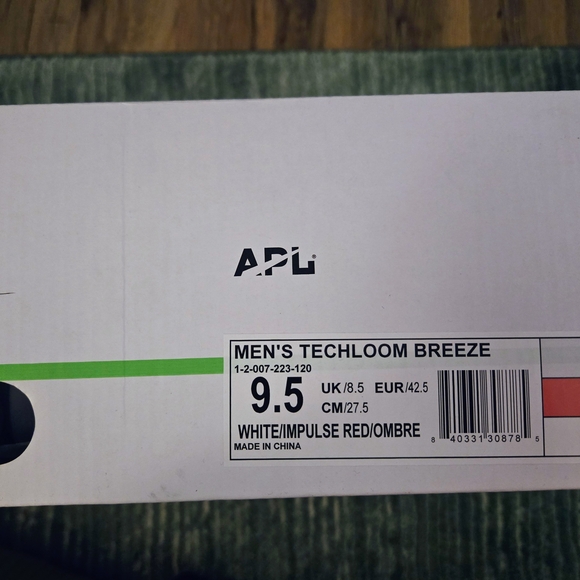 APL®
MEN'S TECHLOOM BREEZE
1-2-007-223-120
9.5 UK/8.5 EUR/42.5
CM/27.5
WHITE/IMPULSE RED/OMBRE
MADE IN CHINA
8 40331 30878 5